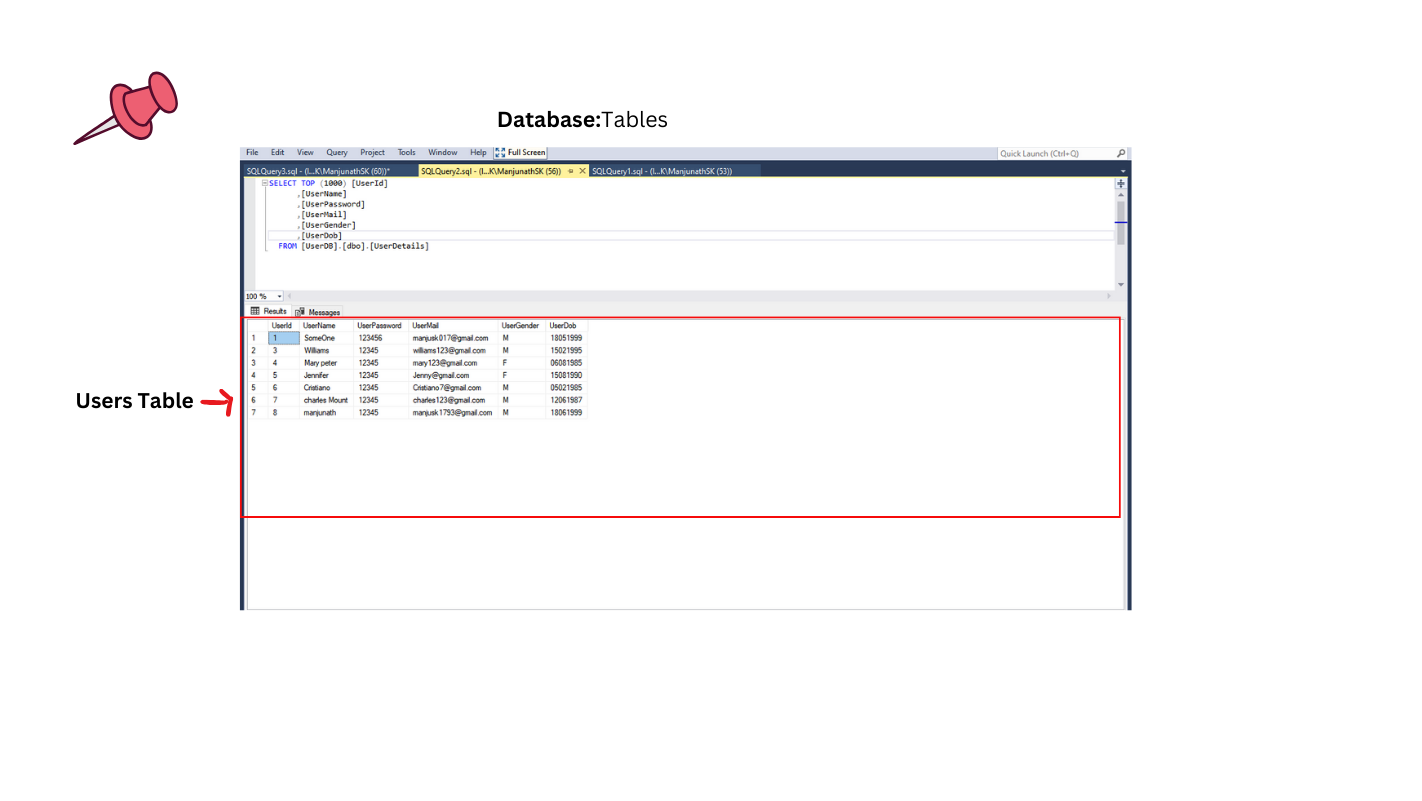 Database:Tables
File Edit View Query Project Tools Window Help Full Screen Quick Launch (Ctrl+Q)
SQLQuery3.sql - (l...K\ManjunathSK (60))* SQLQuery2.sql - (l...K\ManjunathSK (56)) SQLQuery1.sql - (l...K\ManjunathSK (53))
SELECT TOP (1000) [UserId]
,[UserName]
,[UserPassword]
,[UserMail]
,[UserGender]
,[UserDob]
FROM [UserDB].[dbo].[UserDetails]
100 %
Results Messages
UserId UserName UserPassword UserMail UserGender UserDob
1 1 SomeOne 123456 manjusk017@gmail.com M 18051999
2 3 Williams 12345 williams123@gmail.com M 15021995
3 4 Mary peter 12345 mary123@gmail.com F 06081985
4 5 Jennifer 12345 Jenny@gmail.com F 15081990
5 6 Cristiano 12345 Cristiano7@gmail.com M 05021985
6 7 charles Mount 12345 charles123@gmail.com M 12061987
7 8 manjunath 12345 manjusk1793@gmail.com M 18061999
Users Table